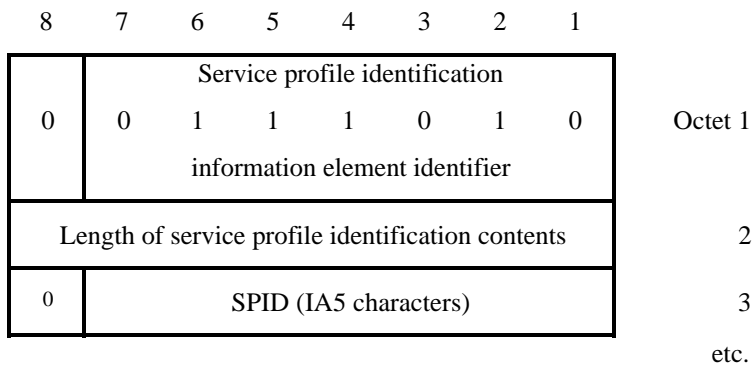 8 7 6 5 4 3 2 1
Service profile identification
0 0 1 1 1 0 1 0 Octet 1
information element identifier
Length of service profile identification contents 2
0 SPID (IA5 characters) 3
etc.